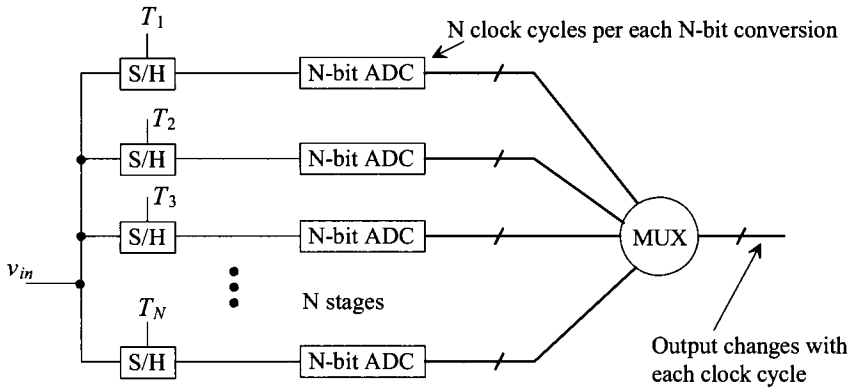 T1
N clock cycles per each N-bit conversion
S/H
N-bit ADC
T2
S/H
N-bit ADC
T3
S/H
N-bit ADC
MUX
vin
N stages
TN
S/H
N-bit ADC
Output changes with
each clock cycle